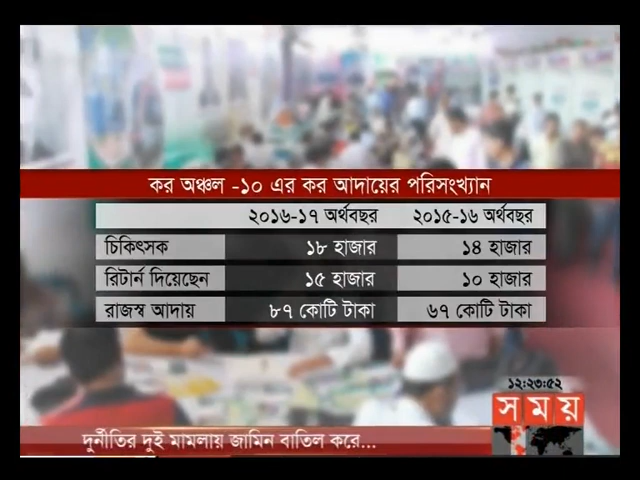 কর অঞ্চল -১০ এর কর আদায়ের পরিসংখ্যান
২০১৬-১৭ অর্থবছর ২০১৫-১৬ অর্থবছর
চিকিৎসক ১৮ হাজার ১৪ হাজার
রিটার্ন দিয়েছেন ১৫ হাজার ১০ হাজার
রাজস্ব আদায় ৮৭ কোটি টাকা ৬৭ কোটি টাকা
১২:২৩:৫২
সময়
দুর্নীতির দুই মামলায় জামিন বাতিল করে...